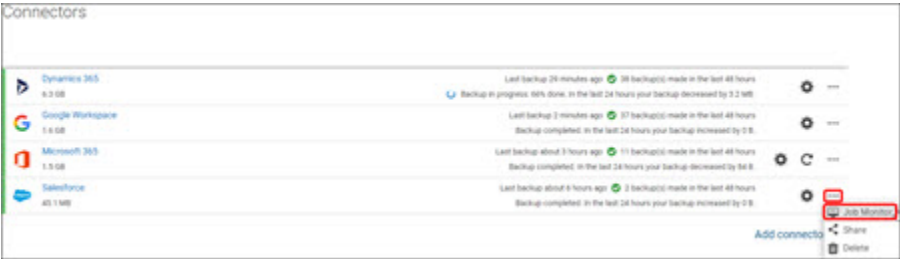 Connectors
Dynamics 365
6.3 GB
Last backup 29 minutes ago 38 backup(s) made in the last 48 hours
Backup in progress: 66% done. In the last 24 hours your backup decreased by 3.2 MB
Google Workspace
1.6 GB
Last backup 2 minutes ago 37 backup(s) made in the last 48 hours
Backup completed. In the last 24 hours your backup increased by 0 B.
Microsoft 365
1.5 GB
Last backup about 3 hours ago 11 backup(s) made in the last 48 hours
Backup completed. In the last 24 hours your backup decreased by 94 B.
Salesforce
45.1 MB
Last backup about 6 hours ago 2 backup(s) made in the last 48 hours
Backup completed. In the last 24 hours your backup increased by 0 B.
Job Monitor
Add connecto
Share
Delete